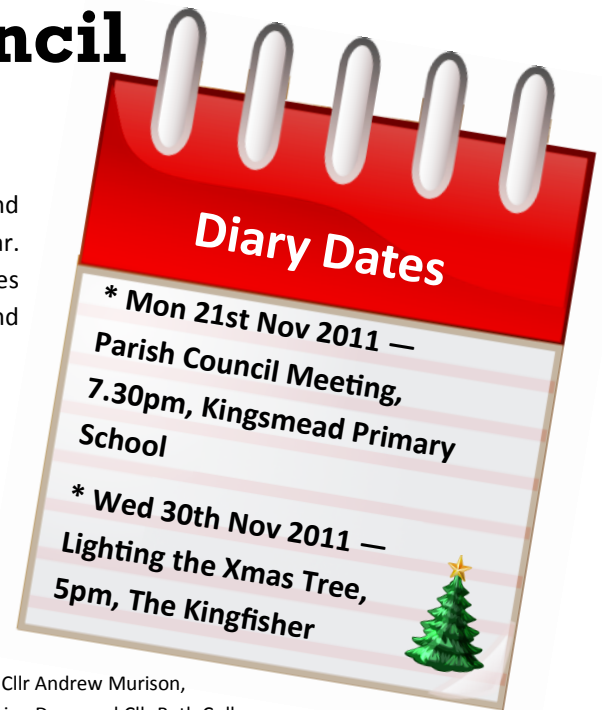 ncil
nd
ar.
es
nd
Diary Dates
* Mon 21st Nov 2011 —
Parish Council Meeting,
7.30pm, Kingsmead Primary
School
* Wed 30th Nov 2011 —
Lighting the Xmas Tree,
5pm, The Kingfisher
Cllr Andrew Murison,